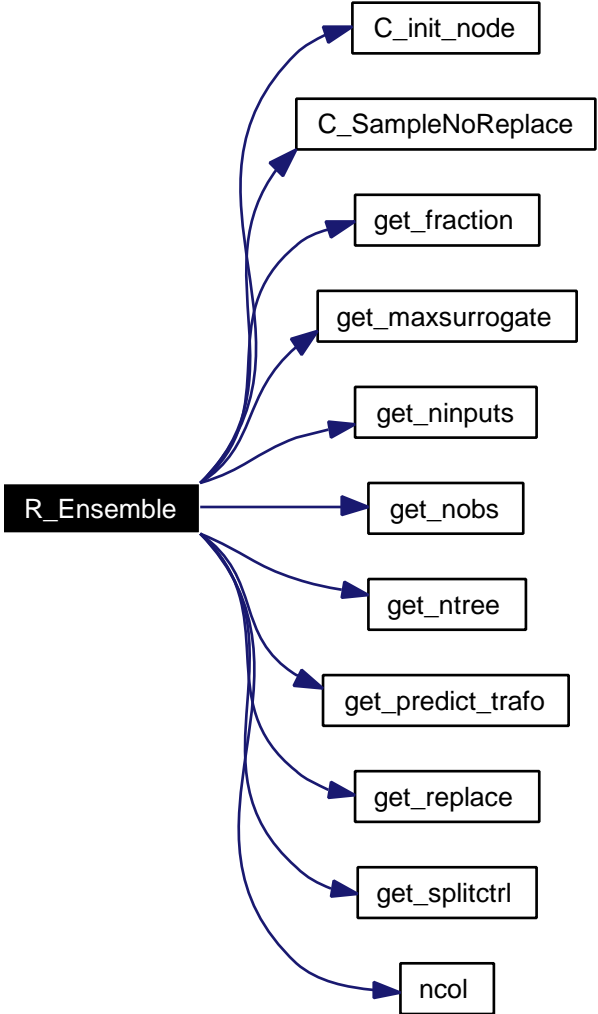 C_init_node
C_SampleNoReplace
get_fraction
get_maxsurrogate
get_ninputs
R_Ensemble
get_nobs
get_ntree
get_predict_trafo
get_replace
get_splitctrl
ncol